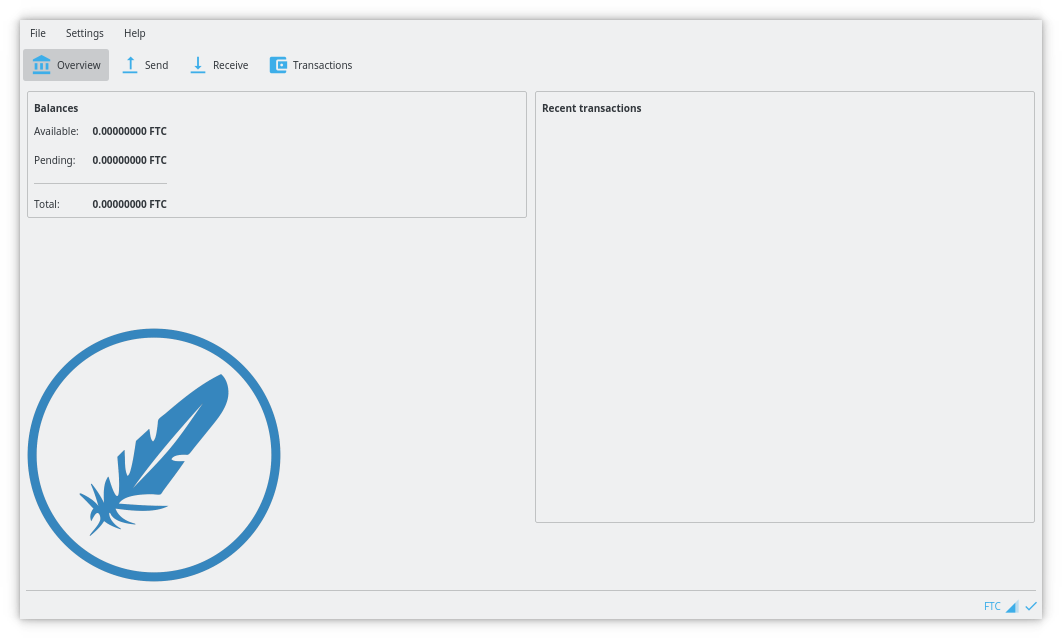 File Settings Help
Overview Send Receive Transactions
Balances
Available: 0.00000000 FTC
Pending: 0.00000000 FTC
Total: 0.00000000 FTC
Recent transactions
FTC